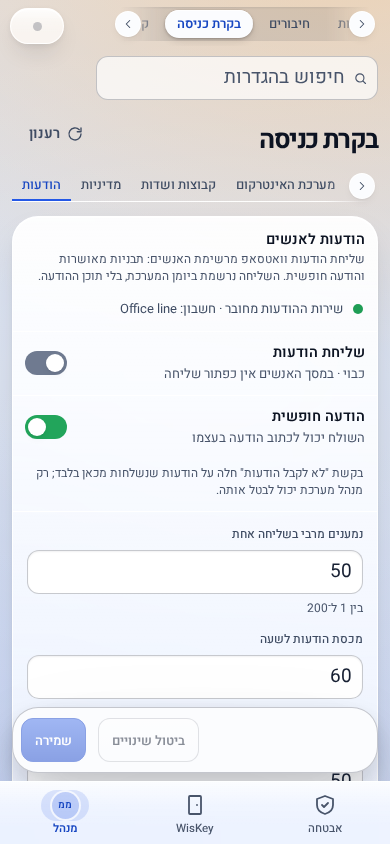 בקרת כניסה
חיבורים
חיפוש בהגדרות
בקרת כניסה
רענון
מערכת האינטרקום
קבוצות ושדות
מדיניות
הודעות
הודעות לאנשים
שליחת הודעות וואטסאפ מרשימת האנשים: תבניות מאושרות
והודעה חופשית. השליחה נרשמת ביומן המערכת, בלי תוכן ההודעה.
שירות ההודעות מחובר · חשבון: Office line
שליחת הודעות
כבוי · במסך האנשים אין כפתור שליחה
הודעה חופשית
השולח יכול לכתוב הודעה בעצמו
בקשת "לא לקבל הודעות" חלה על הודעות שנשלחות מכאן בלבד; רק
מנהל מערכת יכול לבטל אותה.
נמענים מרבי בשליחה אחת
50
בין 1 ל־200
מכסת הודעות לשעה
60
ביטול שינויים
שמירה
50
אבטחה
WisKey
ממ
מנהל